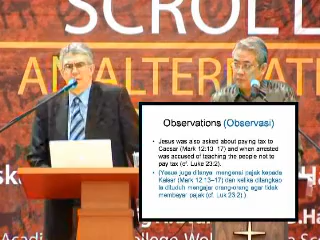 SCROLL
AN ALTERNATI
Observations (Observasi)
• Jesus was also asked about paying tax to
Caesar (Mark 12:13-17) and when arrested
was accused of teaching the people not to
pay tax (cf. Luke 23:2).
• (Yesus juga ditanya mengenai pajak kepada
Kaisar (Mark 12:13–17) dan ketika ditangkap
Ia dituduh mengajar orang-orang agar tidak
membayar pajak (cf. Luk.23:2).)